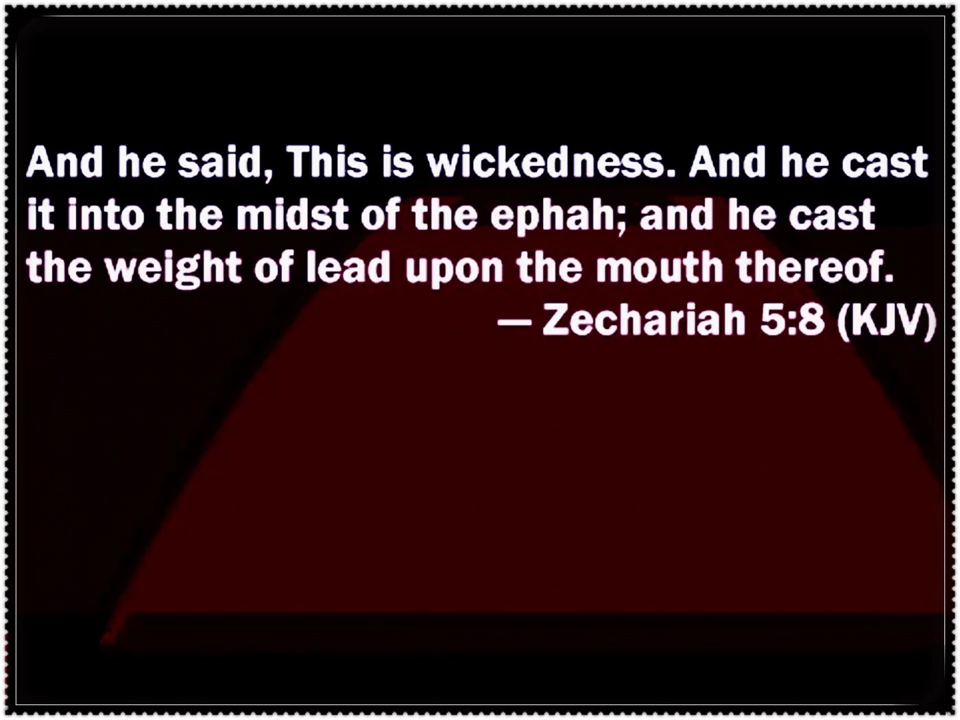 And he said, This is wickedness. And he cast
it into the midst of the ephah; and he cast
the weight of lead upon the mouth thereof.
— Zechariah 5:8 (KJV)